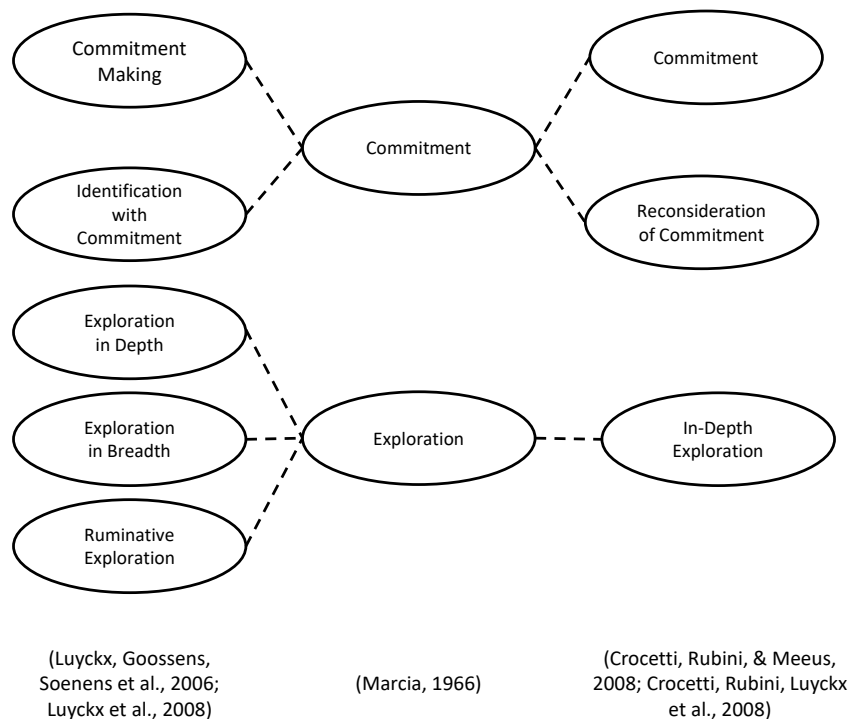 Commitment
Making
Identification
with
Commitment
Exploration
in Depth
Exploration
in Breadth
Ruminative
Exploration
(Luyckx, Goossens,
Soenens et al., 2006;
Luyckx et al., 2008)
Commitment
Exploration
(Marcia, 1966)
Commitment
Reconsideration
of Commitment
In-Depth
Exploration
(Crocetti, Rubini, & Meeus,
2008; Crocetti, Rubini, Luyckx
et al., 2008)